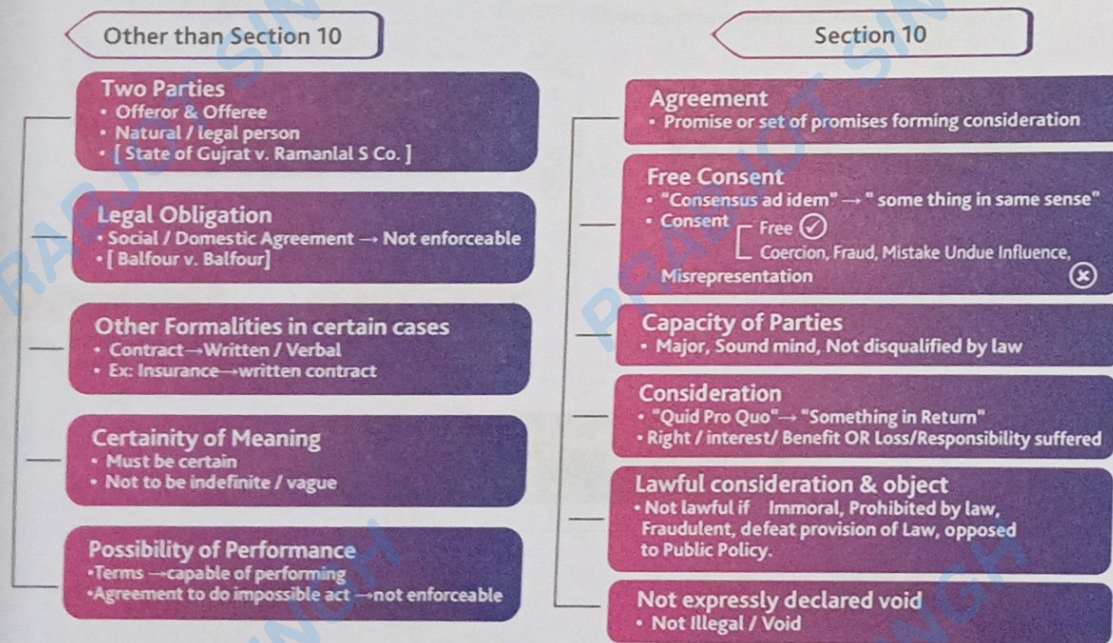 Other than Section 10
Two Parties
• Offeror & Offeree
• Natural / legal person
• [ State of Gujrat v. Ramanlal S Co. ]
Legal Obligation
• Social / Domestic Agreement → Not enforceable
• [ Balfour v. Balfour]
Other Formalities in certain cases
• Contract→Written / Verbal
• Ex: Insurance→written contract
Certainity of Meaning
• Must be certain
• Not to be indefinite / vague
Possibility of Performance
•Terms →capable of performing
•Agreement to do impossible act →not enforceable
Section 10
Agreement
• Promise or set of promises forming consideration
Free Consent
• "Consensus ad idem" → " some thing in same sense"
• Consent Free
Coercion, Fraud, Mistake Undue Influence,
Misrepresentation
Capacity of Parties
• Major, Sound mind, Not disqualified by law
Consideration
• "Quid Pro Quo"→ "Something in Return"
• Right / interest/ Benefit OR Loss/Responsibility suffered
Lawful consideration & object
• Not lawful if Immoral, Prohibited by law,
Fraudulent, defeat provision of Law, opposed
to Public Policy.
Not expressly declared void
• Not Illegal / Void
PRABJOT SINGH
PRABJOT SIN
NGH
INGH